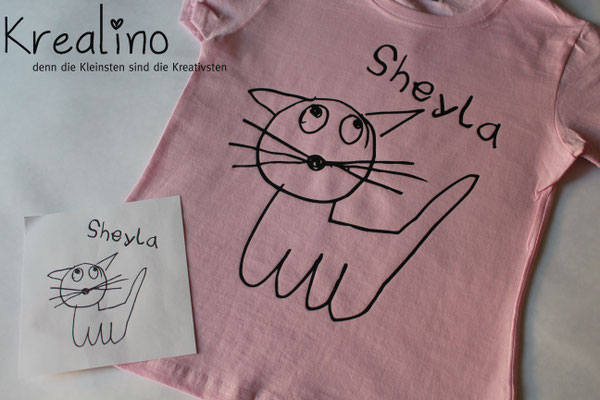 Krealino
denn die Kleinsten sind die Kreativsten
Sheyla
Sheyla